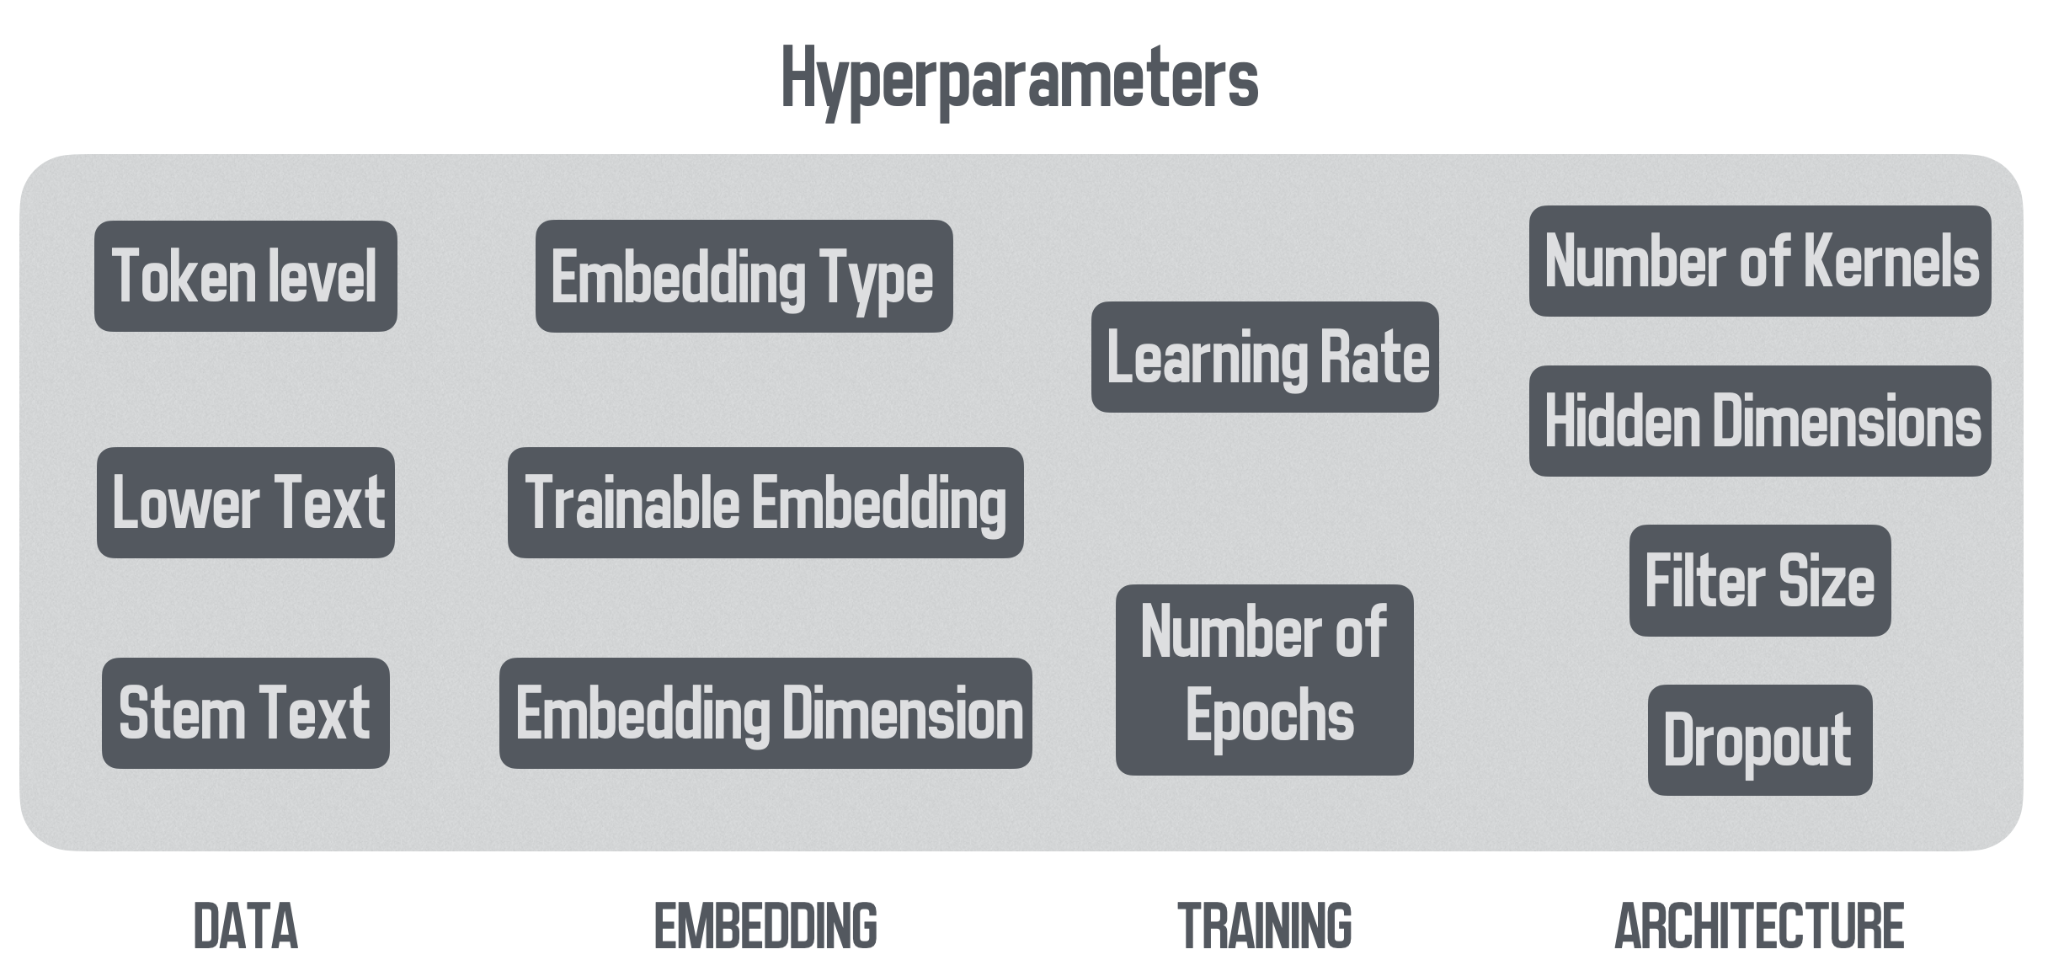 Hyperparameters
Token level
Lower Text
Stem Text
Embedding Type
Trainable Embedding
Embedding Dimension
Learning Rate
Number of
Epochs
Number of Kernels
Hidden Dimensions
Filter Size
Dropout
DATA
EMBEDDING
TRAINING
ARCHITECTURE